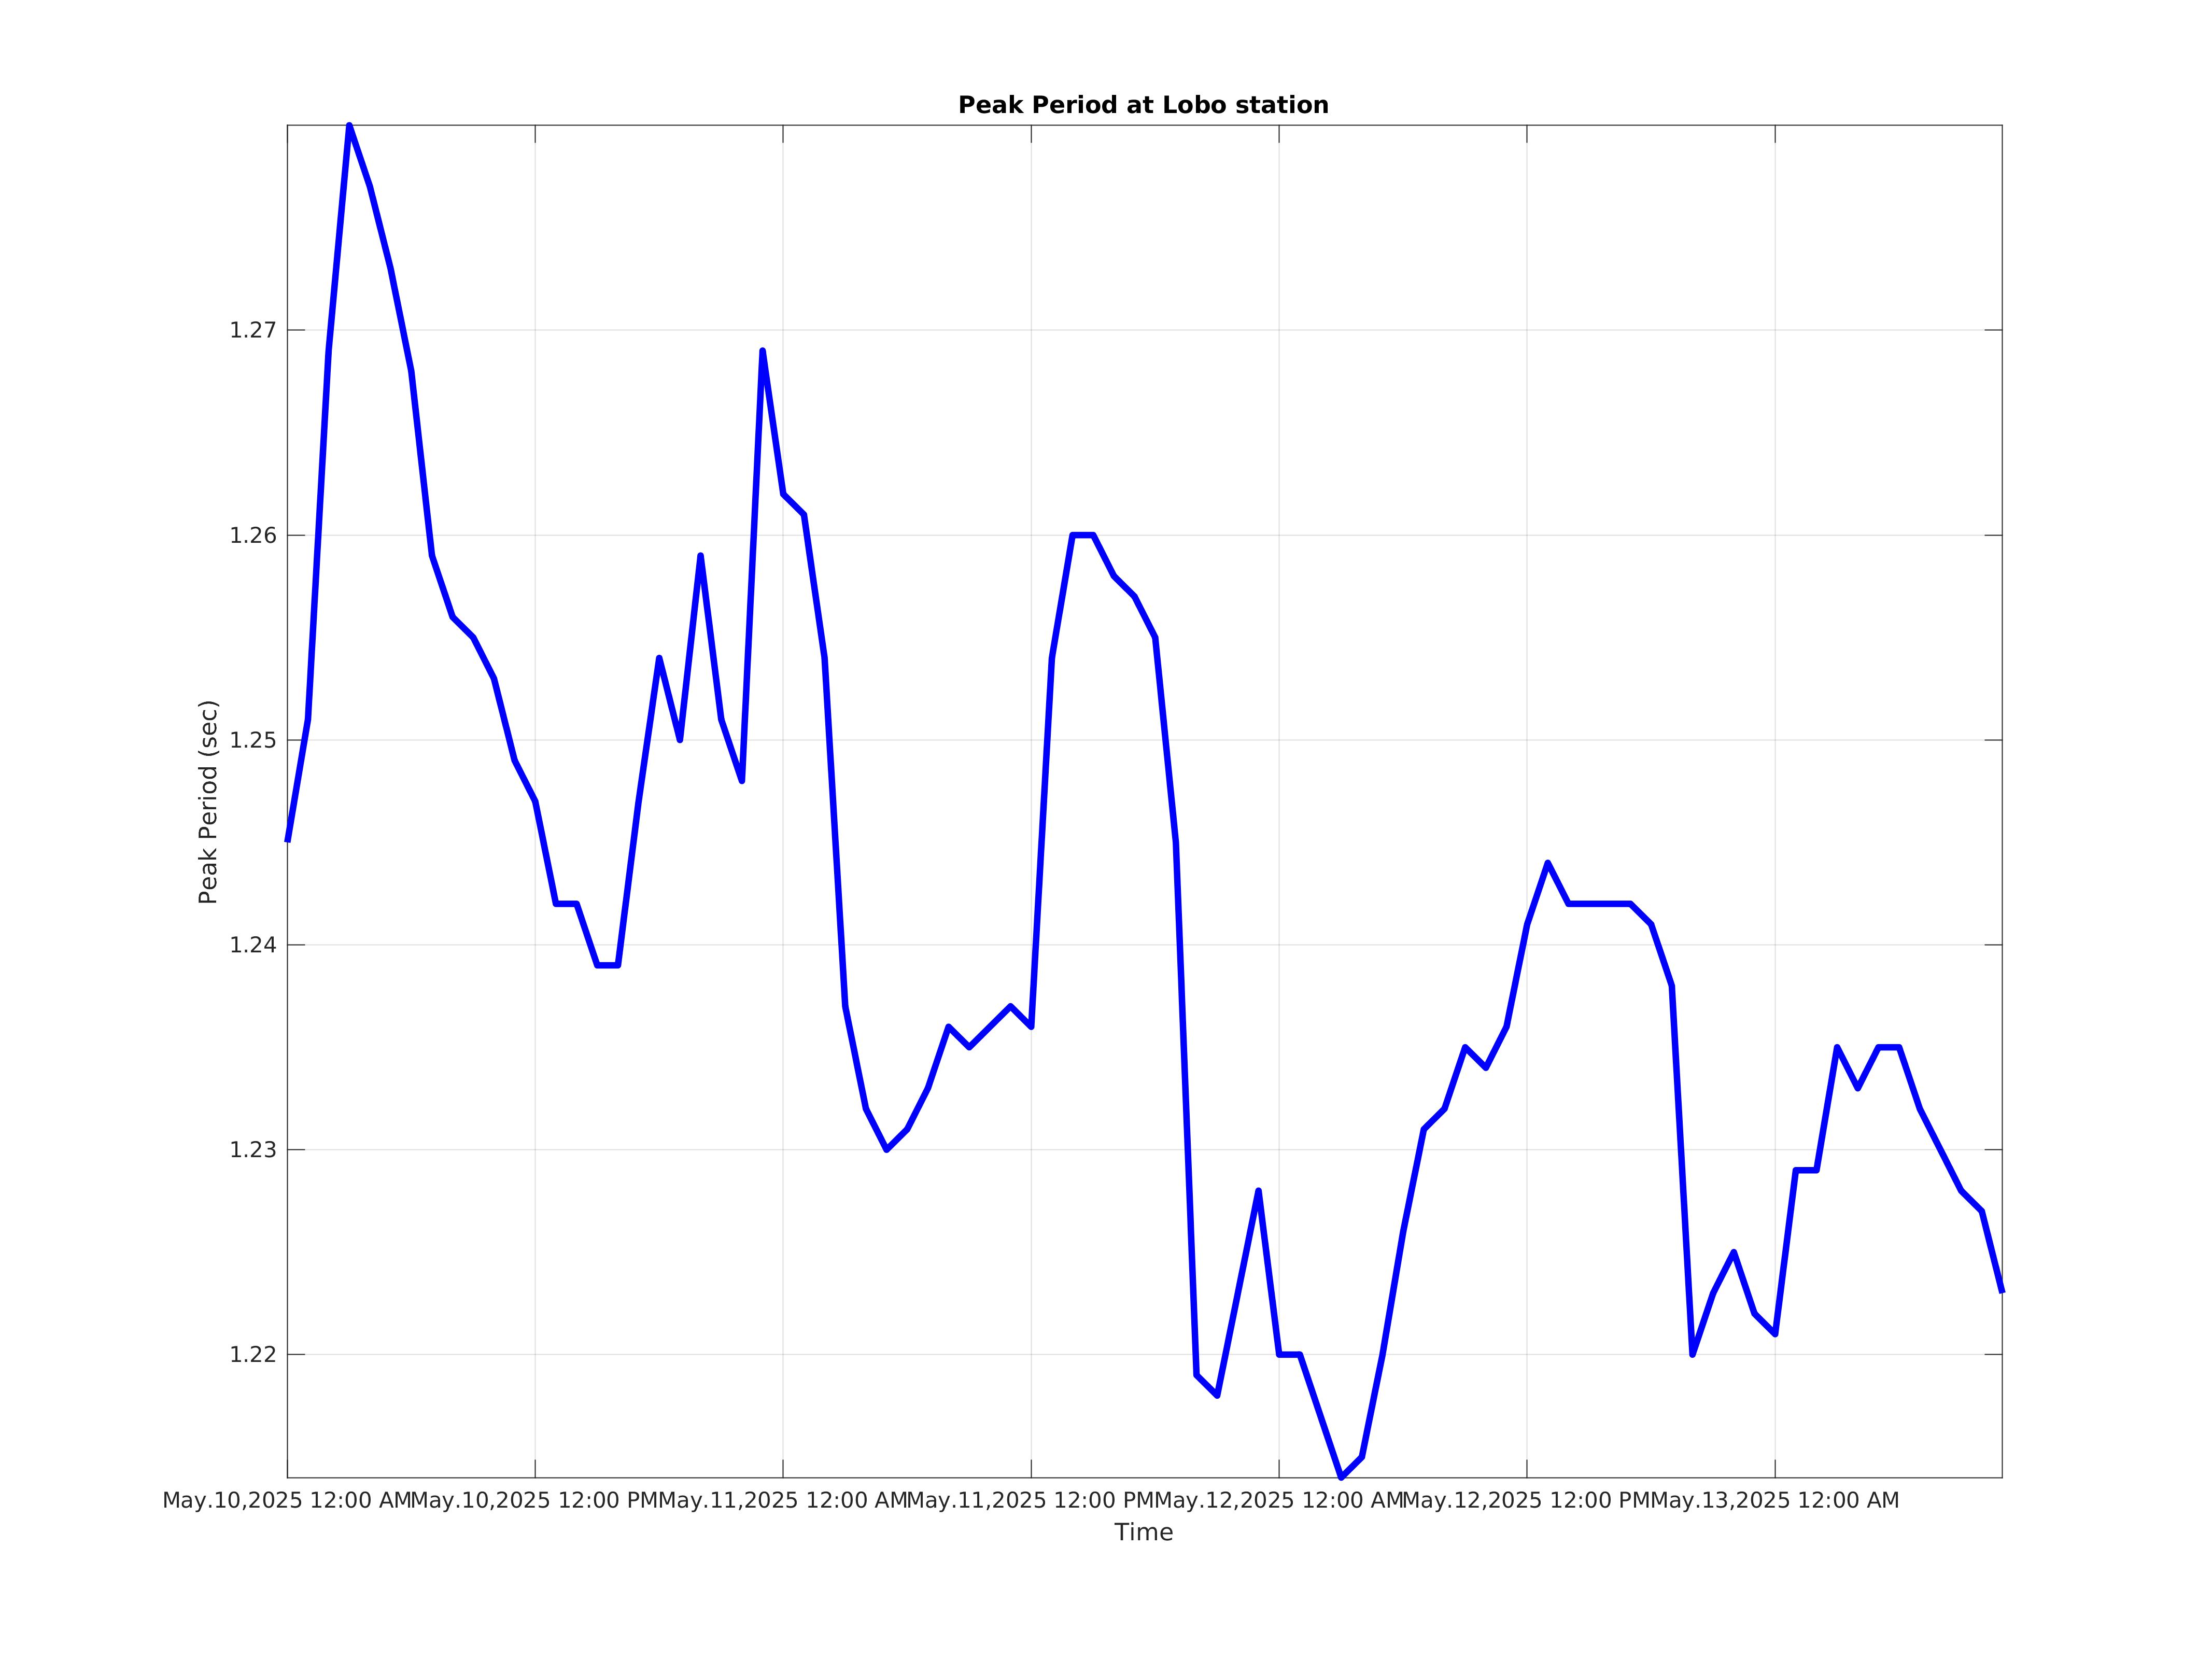 Peak Period at Lobo station
Peak Period (sec)
1.27
1.26
1.25
1.24
1.23
1.22
May.10,2025 12:00 AM
May.10,2025 12:00 PM
May.11,2025 12:00 AM
May.11,2025 12:00 PM
May.12,2025 12:00 AM
May.12,2025 12:00 PM
May.13,2025 12:00 AM
Time